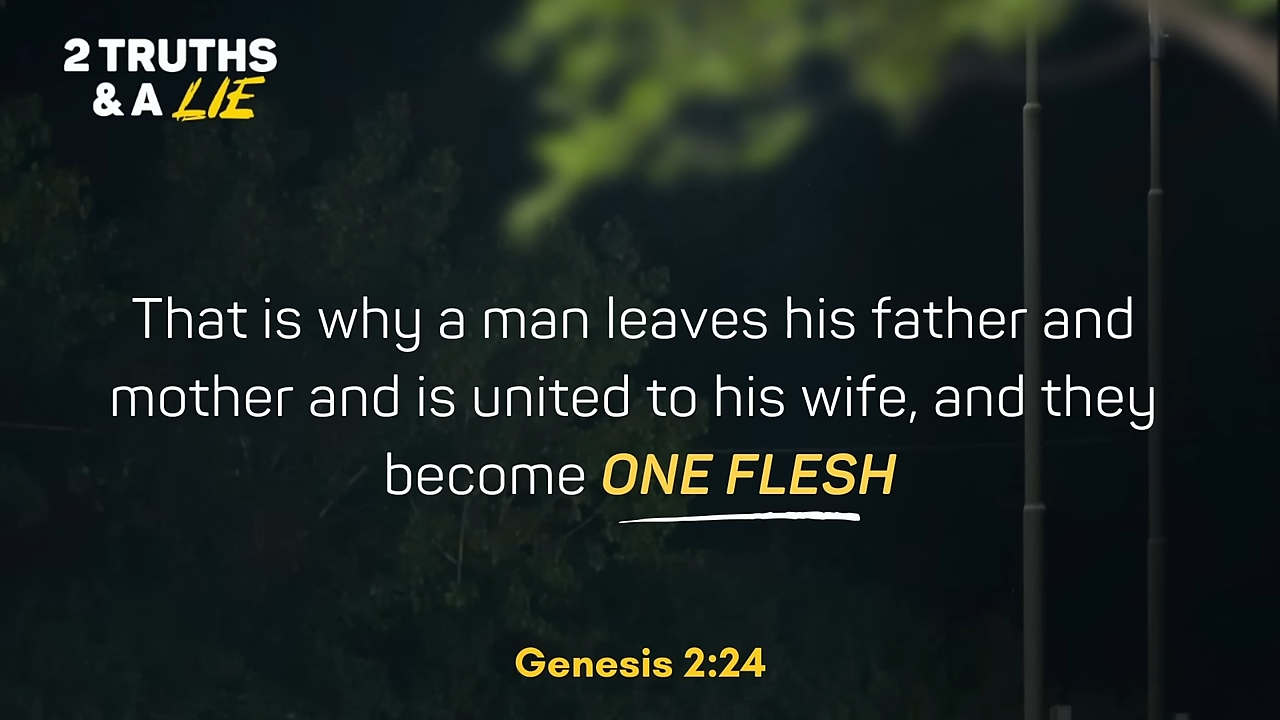 2 TRUTHS
& A LIE
That is why a man leaves his father and
mother and is united to his wife, and they
become ONE FLESH
Genesis 2:24